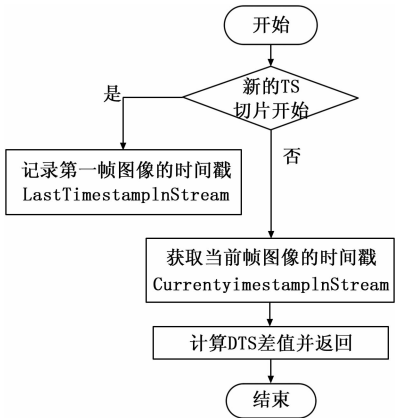 开始
新的TS
切片开始
是
否
记录第一帧图像的时间戳
LastTimestamplnStream
获取当前帧图像的时间戳
CurrentyimestamplnStream
计算DTS差值并返回
结束